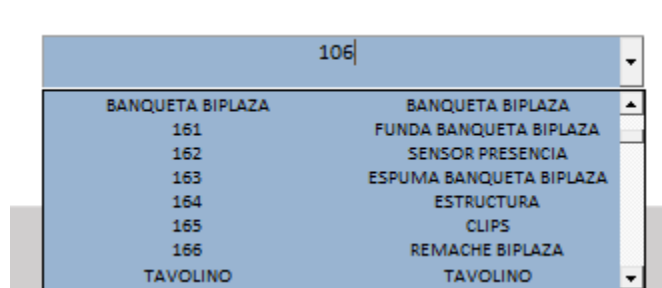 106
BANQUETA BIPLAZA BANQUETA BIPLAZA
161 FUNDA BANQUETA BIPLAZA
162 SENSOR PRESENCIA
163 ESPUMA BANQUETA BIPLAZA
164 ESTRUCTURA
165 CLIPS
166 REMACHE BIPLAZA
TAVOLINO TAVOLINO